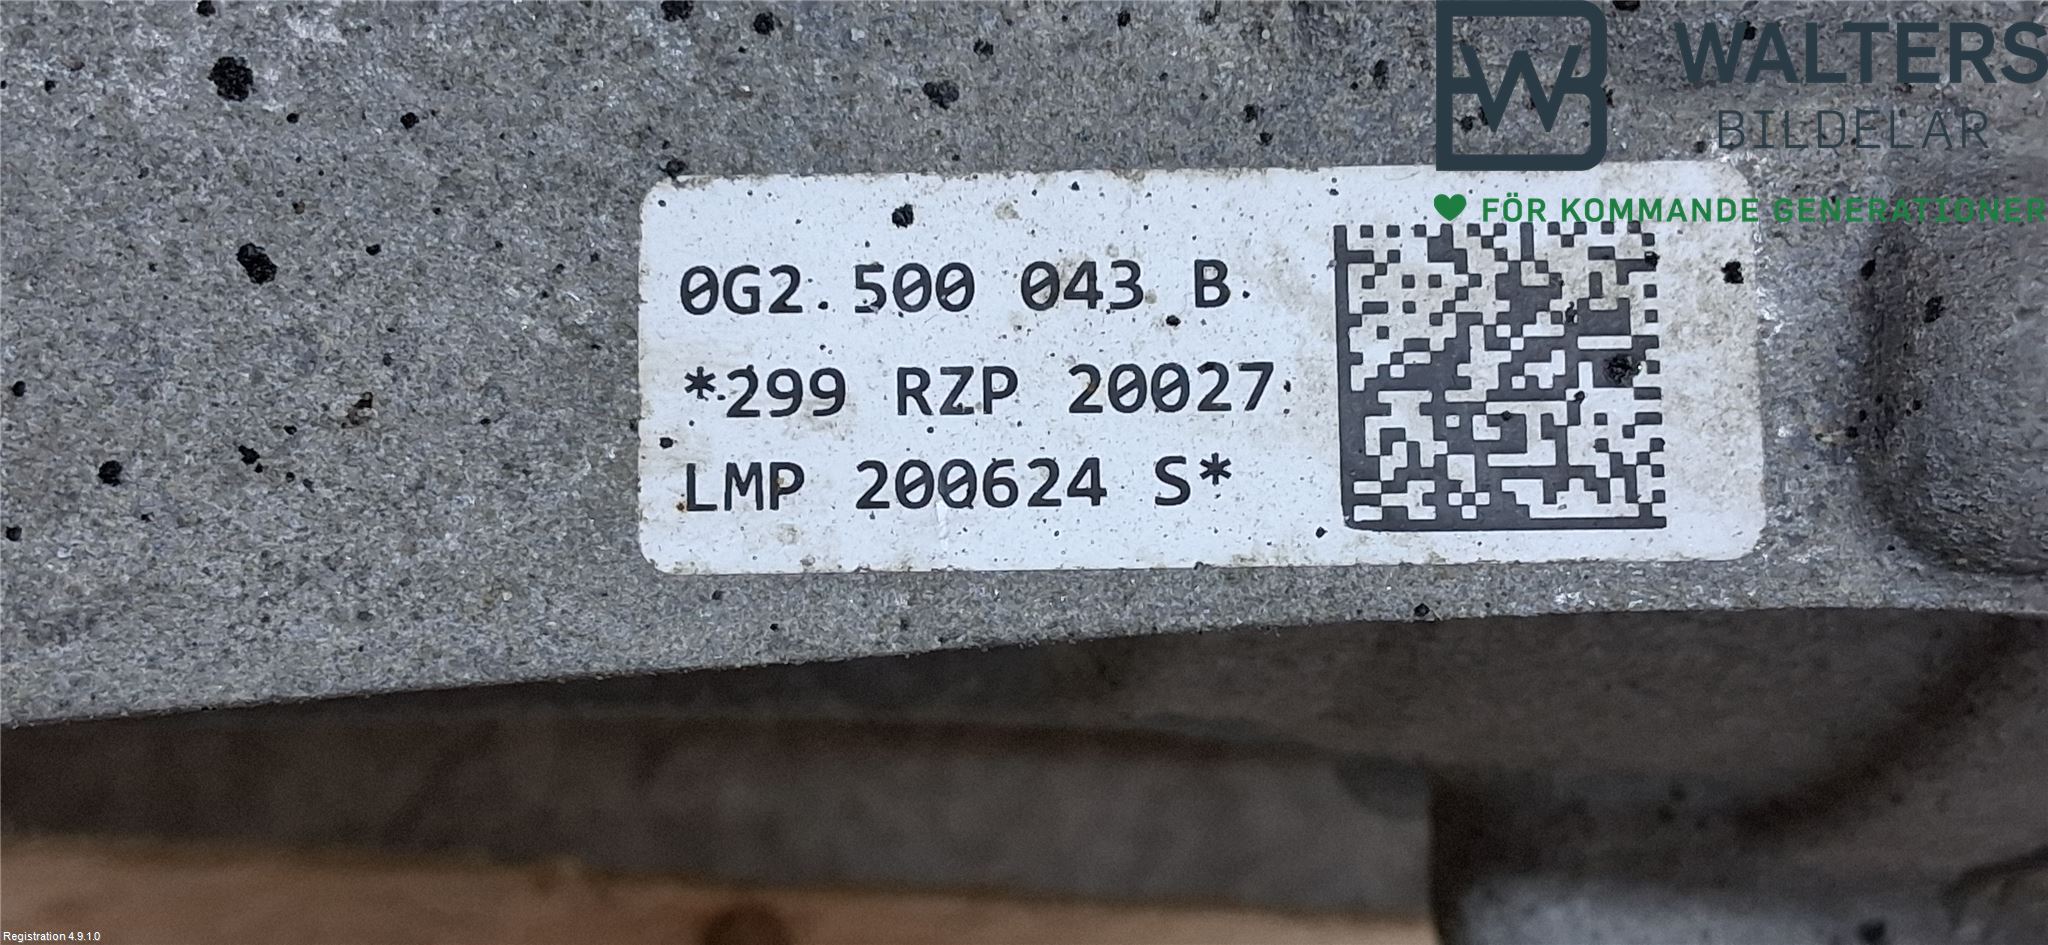 WALTERS
BILDELAR
FÖR KOMMANDE GENERATIONER
0G2.500 043 B
*299 RZP 20027
LMP 200624 S*
Registration 4.9.1.0